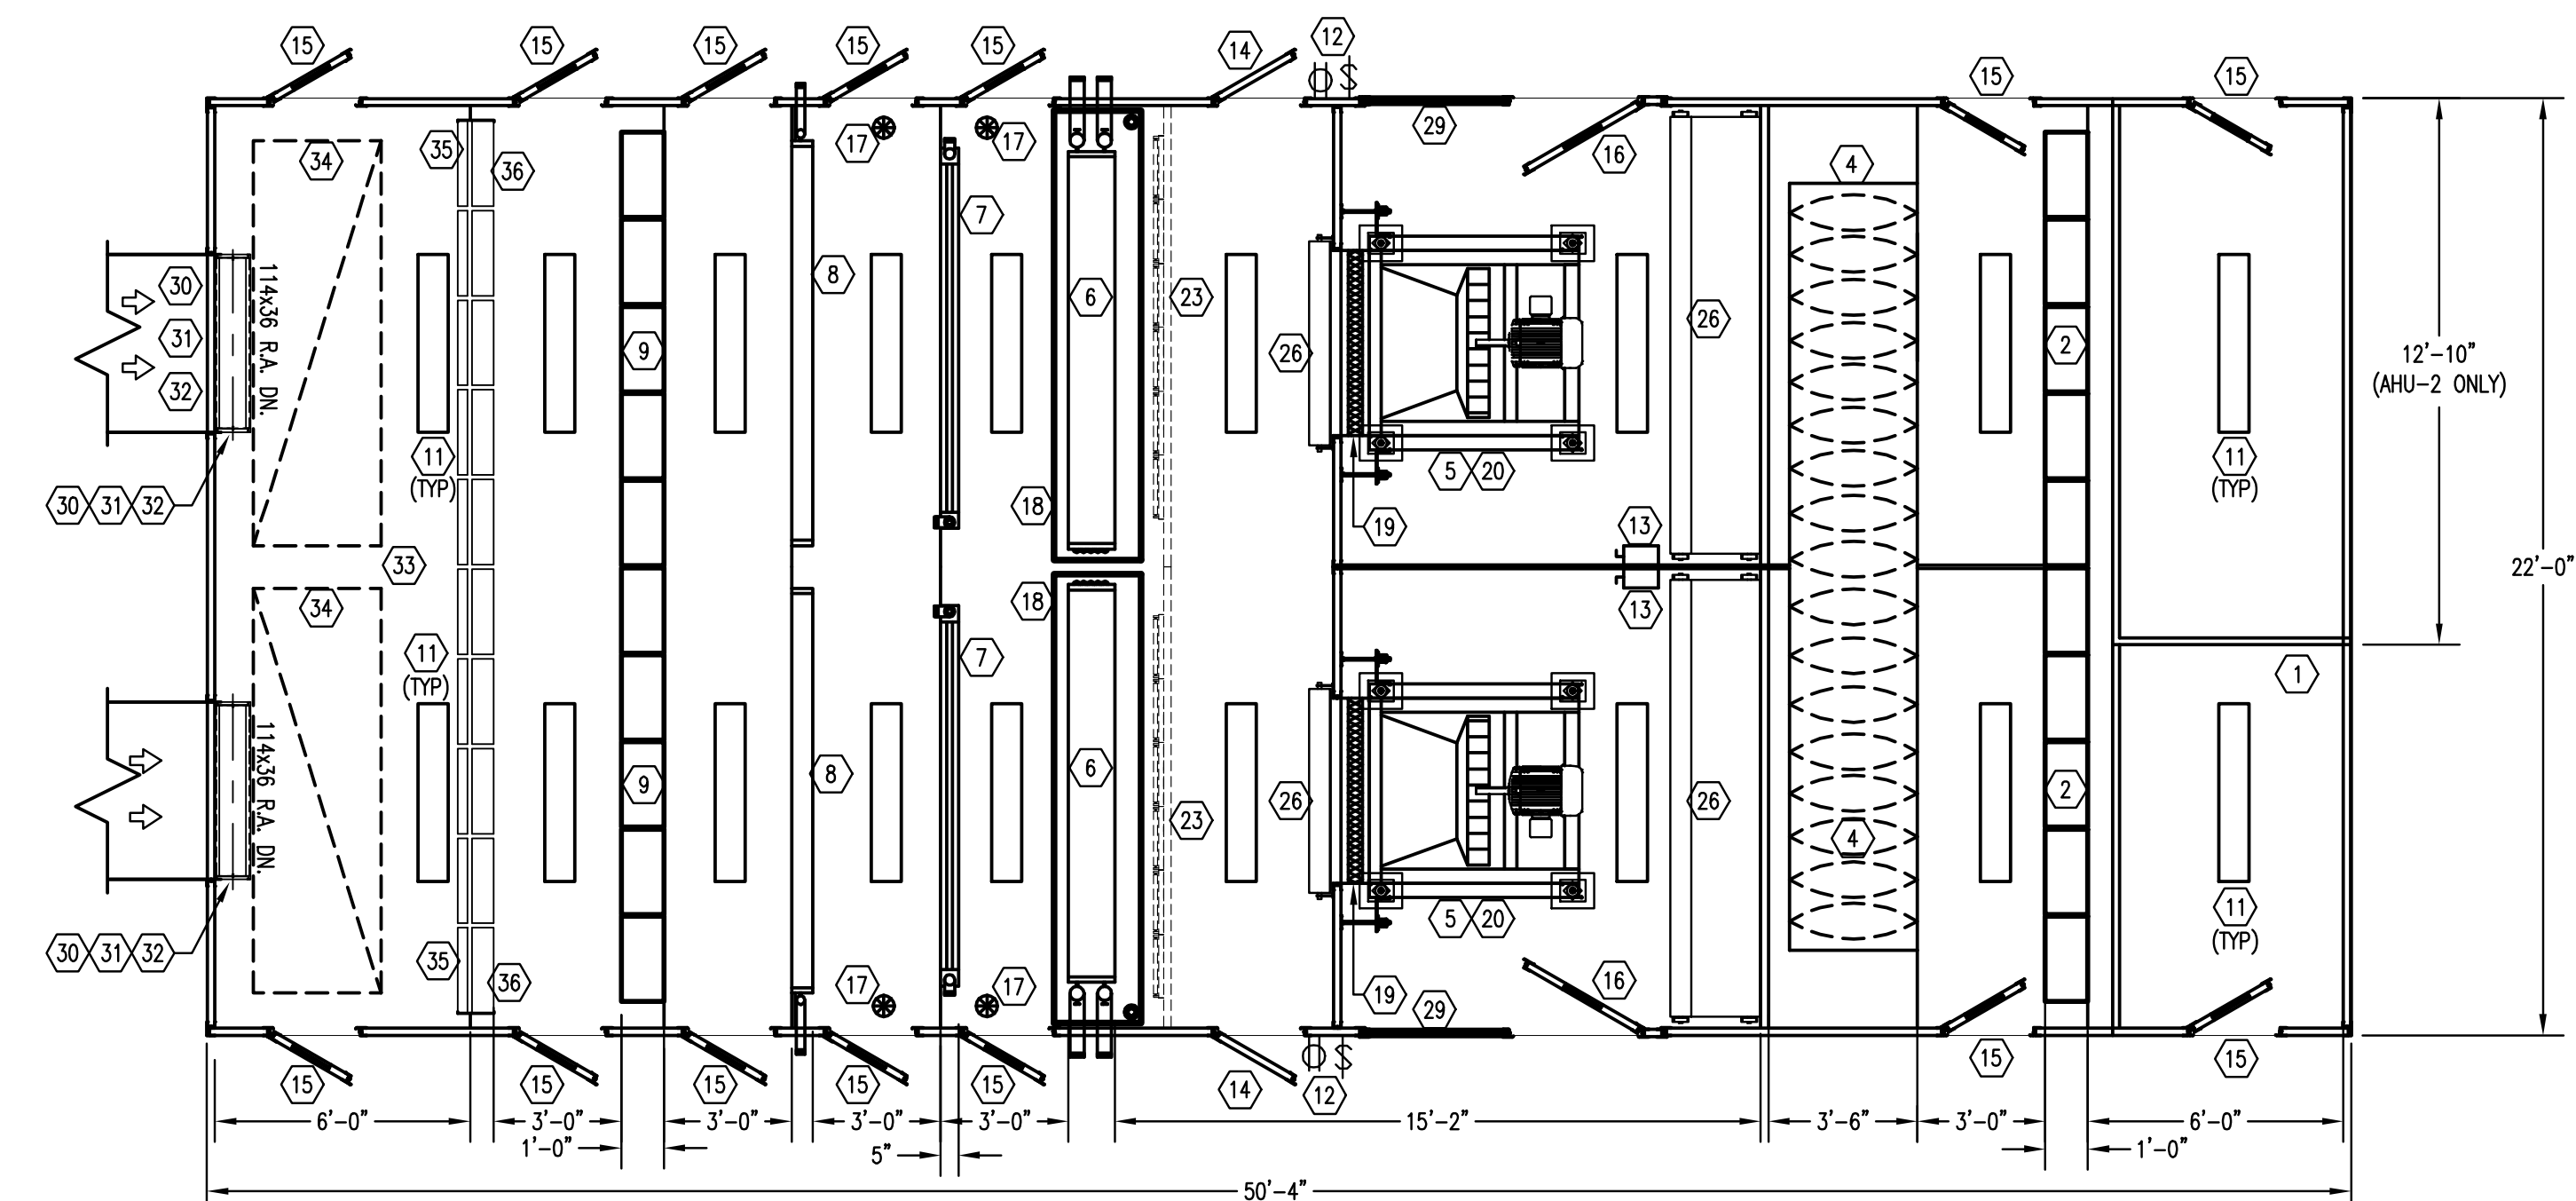 15 15 15 15 15 14 12 15 15
O S
17 17 29 16
35 34 36 4
7
12'-10"
(AHU-2 ONLY)
22'-0"
30 8 6 23 26 26
31 9 2
32
114x36 R.A. DN.
11
(TYP)
5 20
11
(TYP)
30 31 32
18 19 13
33
34 18 13
11
(TYP)
7 1
114x36 R.A. DN.
9 8 6 23 26 26 4 2
5 20
11
(TYP)
30 31 32
35 36 17 17 19 29 16
O S
15 15 15 15 15 14 12 15 15
6'-0" 3'-0" 3'-0" 3'-0" 3'-0" 15'-2" 3'-6" 3'-0" 6'-0"
1'-0" 5" 1'-0"
50'-4"